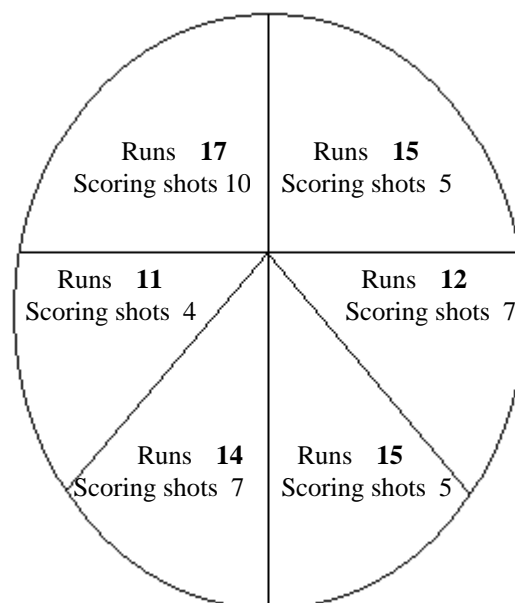 Runs 17
Scoring shots 10
Runs 15
Scoring shots 5
Runs 11
Scoring shots 4
Runs 12
Scoring shots 7
Runs 14
Scoring shots 7
Runs 15
Scoring shots 5